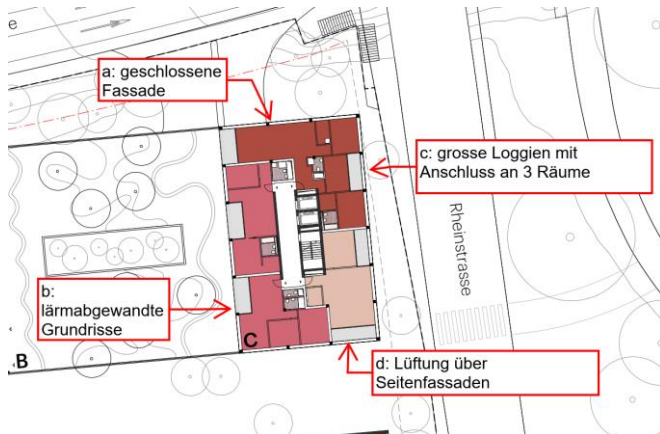 e
a: geschlossene
Fassade
c: grosse Loggien mit
Anschluss an 3 Räume
Rheinstrasse
b:
lärmabgewandte
Grundrisse
B
C
d: Lüftung über
Seitenfassaden